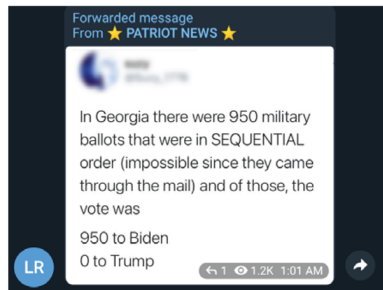 Forwarded message
From ⭐ PATRIOT NEWS ⭐
In Georgia there were 950 military
ballots that were in SEQUENTIAL
order (impossible since they came
through the mail) and of those, the
vote was
950 to Biden
0 to Trump
1 1.2K 1:01 AM
LR